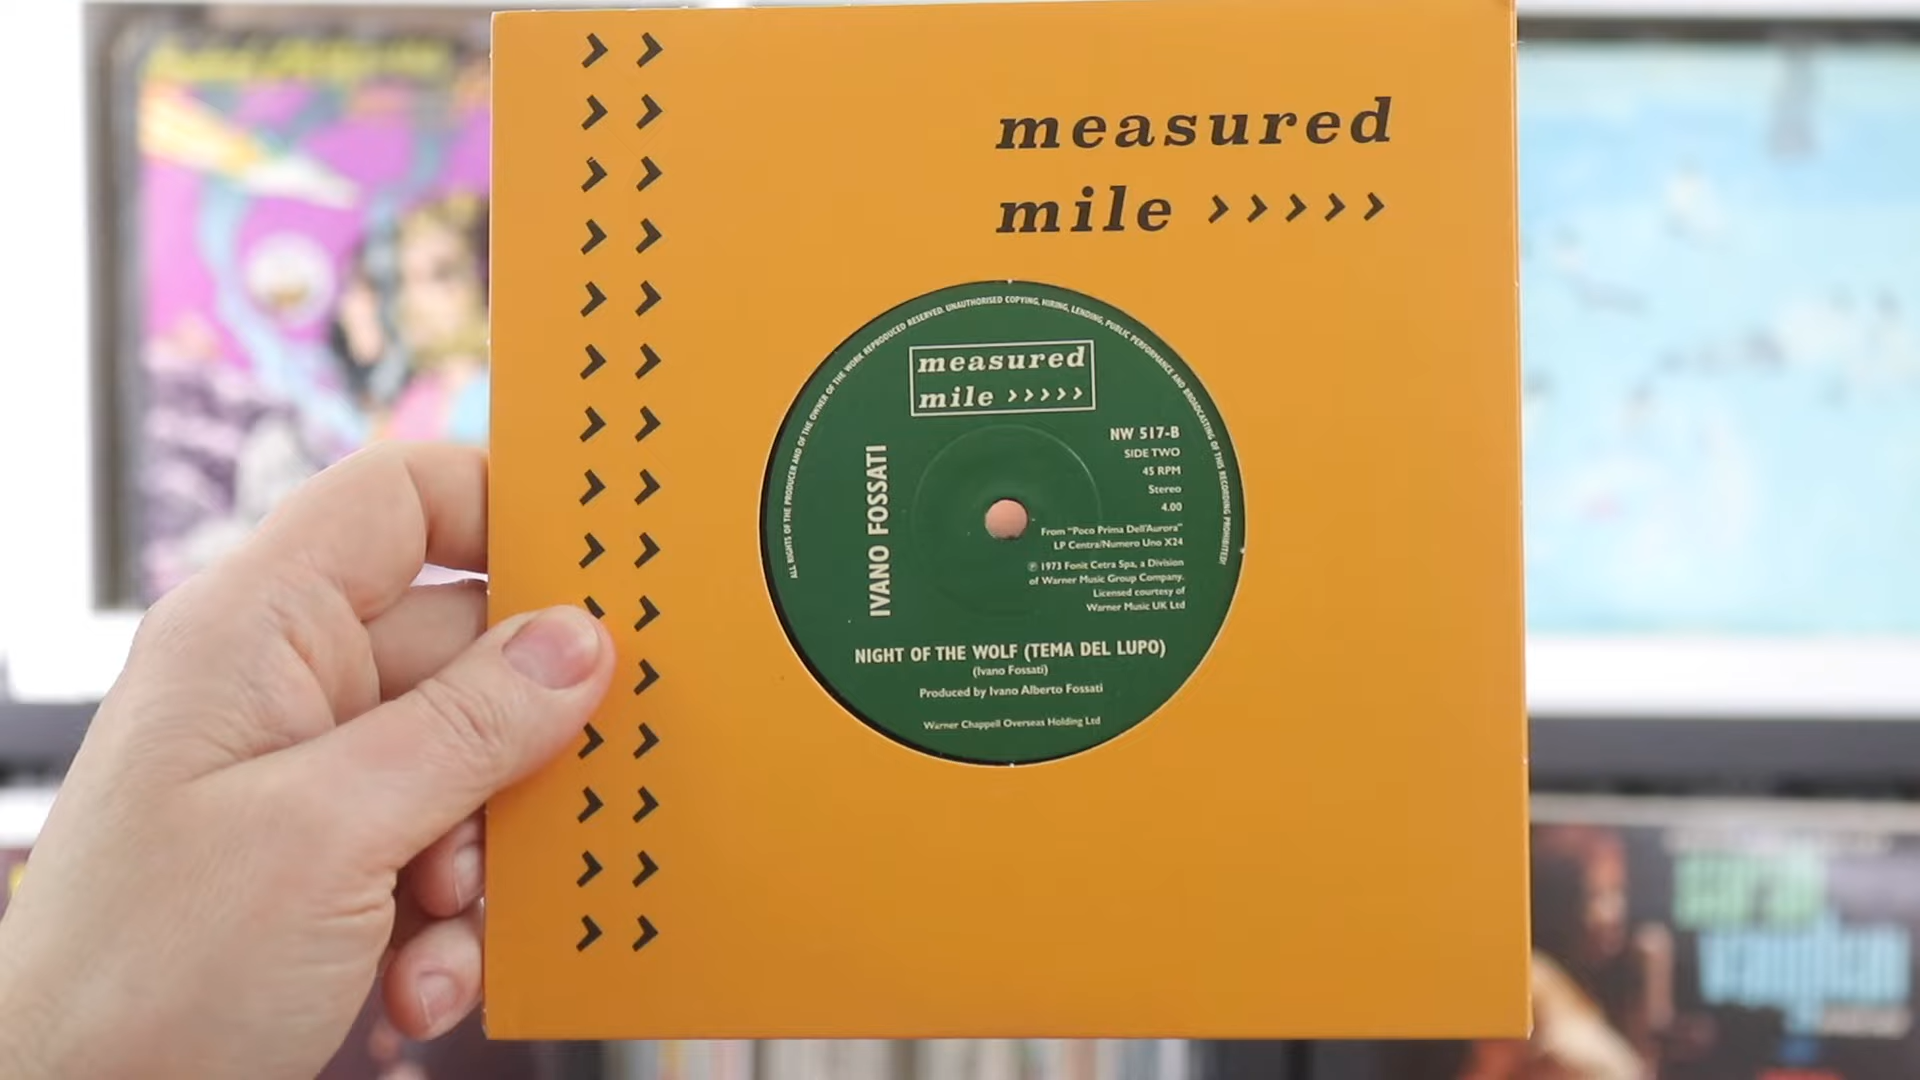 measured
mile >>>>>
ALL RIGHTS OF THE PRODUCER AND OF THE OWNER OF THE WORK REPRODUCED RESERVED. UNAUTHORISED COPYING, HIRING, LENDING, PUBLIC PERFORMANCE AND BROADCASTING OF THIS RECORDING PROHIBITED!
measured
mile >>>>>
NW 517-B
SIDE TWO
45 RPM
Stereo
4.00
IVANO FOSSATI
From "Poco Prima Dell'Aurora"
LP Centra/Numero Uno X24
℗ 1973 Fonit Cetra Spa, a Division
of Warner Music Group Company.
Licensed courtesy of
Warner Music UK Ltd
NIGHT OF THE WOLF (TEMA DEL LUPO)
(Ivano Fossati)
Produced by Ivano Alberto Fossati
Warner Chappell Overseas Holding Ltd